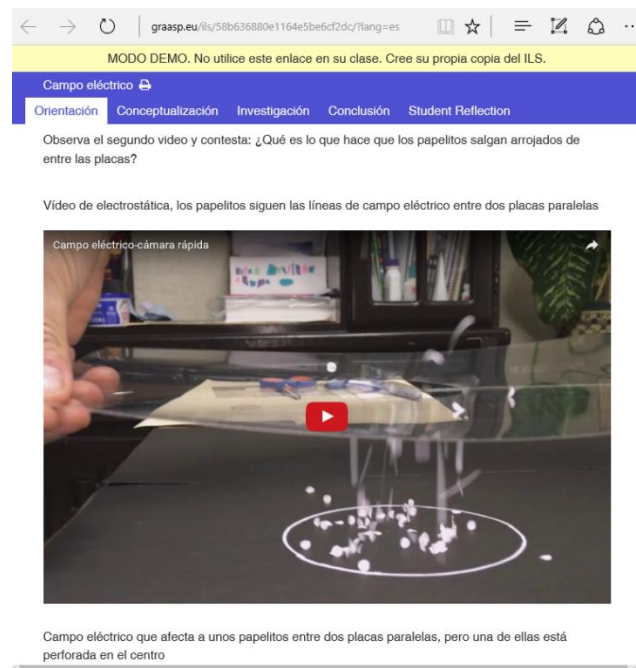 graasp.eu/ils/58b636880e1164e5be6cf2dc/?lang=es
MODO DEMO. No utilice este enlace en su clase. Cree su propia copia del ILS.
Campo eléctrico
Orientación Conceptualización Investigación Conclusión Student Reflection
Observa el segundo video y contesta: ¿Qué es lo que hace que los papelitos salgan arrojados de
entre las placas?
Vídeo de electrostática, los papelitos siguen las líneas de campo eléctrico entre dos placas paralelas
Campo eléctrico-cámara rápida
Campo eléctrico que afecta a unos papelitos entre dos placas paralelas, pero una de ellas está
perforada en el centro